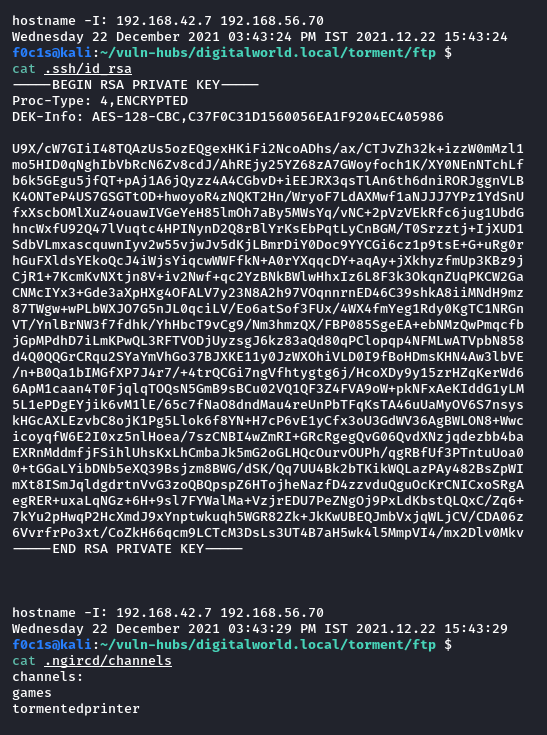 hostname -I: 192.168.42.7 192.168.56.70
Wednesday 22 December 2021 03:43:24 PM IST 2021.12.22 15:43:24
f0c1s@kali:~/vuln-hubs/digitalworld.local/torment/ftp $
cat .ssh/id_rsa
-----BEGIN RSA PRIVATE KEY-----
Proc-Type: 4,ENCRYPTED
DEK-Info: AES-128-CBC,C37F0C31D1560056EA1F9204EC405986

U9X/cW7GIiI48TQAzUs5ozEQgexHKiFi2NcoADhs/ax/CTJvZh32k+izzW0mMzl1
mo5HID0qNghIbVbRcN6Zv8cdJ/AhREjy25YZ68zA7GWoyfoch1K/XY0NEnNTchLf
b6k5GEgu5jfQT+pAj1A6jQyzz4A4CGbvD+iEEJRX3qsTlAn6th6dniRORJggnVLB
K4ONTeP4US7GSGTtOD+hwoyoR4zNQKT2Hn/WryoF7LdAXMwf1aNJJJ7YPz1YdSnU
fxXscbOMlXuZ4ouawIVGeYeH85lmOh7aBy5MWsYq/vNC+2pVzVEkRfc6jug1UbdG
hncWxfU92Q47lVuqtc4HPINynD2Q8rBlYrKsEbPqtLyCnBGM/T0Srzztj+IjXUD1
SdbVLmxascquwnIyv2w55vjwJv5dKjLBmrDiY0Doc9YYCGi6cz1p9tsE+G+uRg0r
hGuFXldsYEkoQcJ4iWjsYiqcwWWFfkN+A0rYXqqcDY+aqAy+jXkhyzfmUp3KBz9j
CjR1+7KcmKvNXtjn8V+iv2Nwf+qc2YzBNkBWlwHhxIz6L8F3k3OkqnZUqPKCW2Ga
CNMcIYx3+Gde3aXpHXg4OFALV7y23N8A2h97VOqnnrnED46C39shkA8iiMNdH9mz
87TWgw+wPLbWXJO7G5nJL0qciLV/Eo6atSof3FUx/4WX4fmYeg1Rdy0KgTC1NRGn
VT/YnlBrNW3f7fdhk/YhHbcT9vCg9/Nm3hmzQX/FBP085SgeEA+ebNMzQwPmqcfb
jGpMPdhD7iLmKPwQL3RFTVODjUyzsgJ6kz83aQd80qPClopqp4NFMLwATVpbN858
d4Q0QQGrCRqu2SYaYmVhGo37BJXKE11y0JzWXOhiVLD0I9fBoHDmsKHN4Aw3lbVE
/n+B0Qa1bIMGfXP7J4r7/+4trQCGi7ngVfhtygtg6j/HcoXDy9y15zrHZqKerWd6
6ApM1caan4T0FjqlqTOQsN5GmB9sBCu02VQ1QF3Z4FVA9oW+pkNFxAeKIddG1yLM
5L1ePDgEYjik6vM1lE/65c7fNaO8dndMau4reUnPbTFqKsTA46uUaMyOV6S7nsys
kHGcAXLEzvbC8ojK1Pg5Llok6f8YN+H7cP6vE1yCfx3oU3GdWV36AgBWLON8+Wwc
icoyqfW6E2I0xz5nlHoea/7szCNBI4wZmRI+GRcRgegQvG06QvdXNzjqdezbb4ba
EXRnMddmfjFSihlUhsKxLhCmbaJk5mG2oGLHQcOurvOUPh/qgRBfUf3PTntuUoa0
0+tGGaLYibDNb5eXQ39Bsjzm8BWG/dSK/Qq7UU4Bk2bTKikWQLazPAy482BsZpWI
mXt8ISmJqldgdrtnVvG3zoQBQpspZ6HTojheNazfD4zzvduQguOcKrCNICxoSRgA
egRER+uxaLqNGz+6H+9sl7FYWalMa+VzjrEDU7PeZNgOj9PxLdKbstQLQxC/Zq6+
7kYu2pHwqP2HcXmdJ9xYnptwkuqh5WGR82Zk+JkKwUBEQJmbVxjqWLjCV/CDA06z
6VvrfrPo3xt/CoZkH66qcm9LCTcM3DsLs3UT4B7aH5wk4l5MmpVI4/mx2Dlv0Mkv
-----END RSA PRIVATE KEY-----

hostname -I: 192.168.42.7 192.168.56.70
Wednesday 22 December 2021 03:43:29 PM IST 2021.12.22 15:43:29
f0c1s@kali:~/vuln-hubs/digitalworld.local/torment/ftp $
cat .ngircd/channels
channels:
games
tormentedprinter